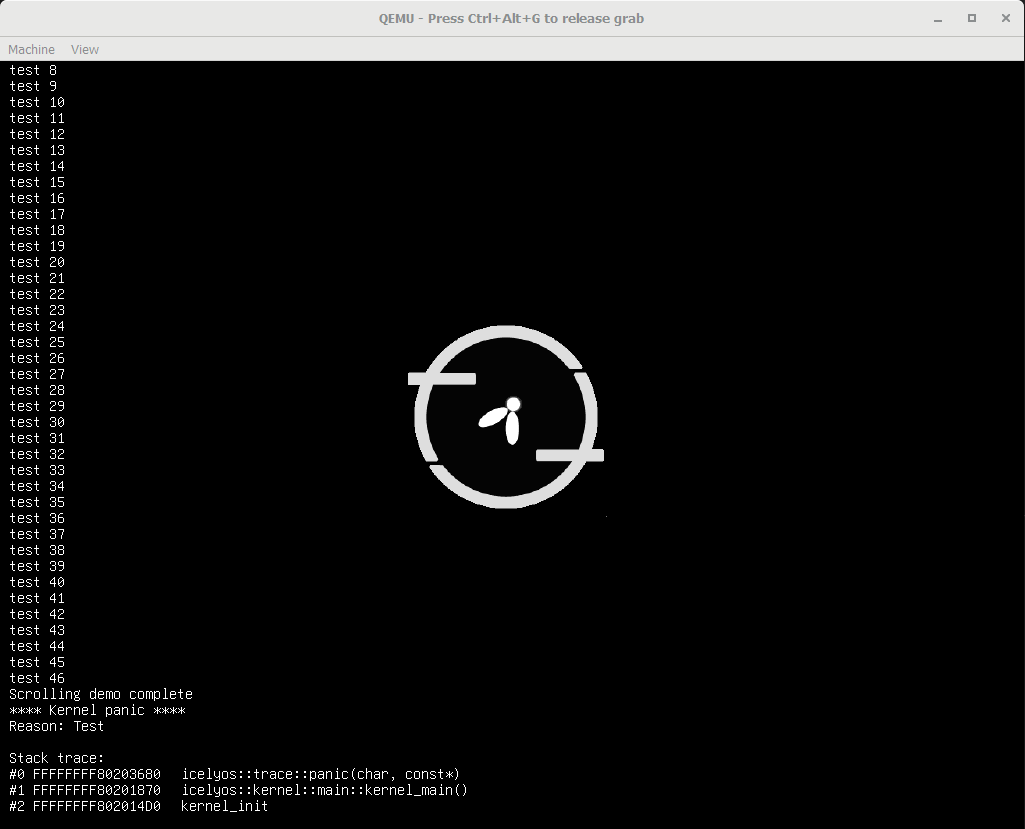 QEMU - Press Ctrl+Alt+G to release grab
Machine View
test 8
test 9
test 10
test 11
test 12
test 13
test 14
test 15
test 16
test 17
test 18
test 19
test 20
test 21
test 22
test 23
test 24
test 25
test 26
test 27
test 28
test 29
test 30
test 31
test 32
test 33
test 34
test 35
test 36
test 37
test 38
test 39
test 40
test 41
test 42
test 43
test 44
test 45
test 46
Scrolling demo complete
**** Kernel panic ****
Reason: Test
Stack trace:
#0 FFFFFFFF80203680 icelyos::trace::panic(char, const*)
#1 FFFFFFFF80201870 icelyos::kernel::main::kernel_main()
#2 FFFFFFFF802014D0 kernel_init